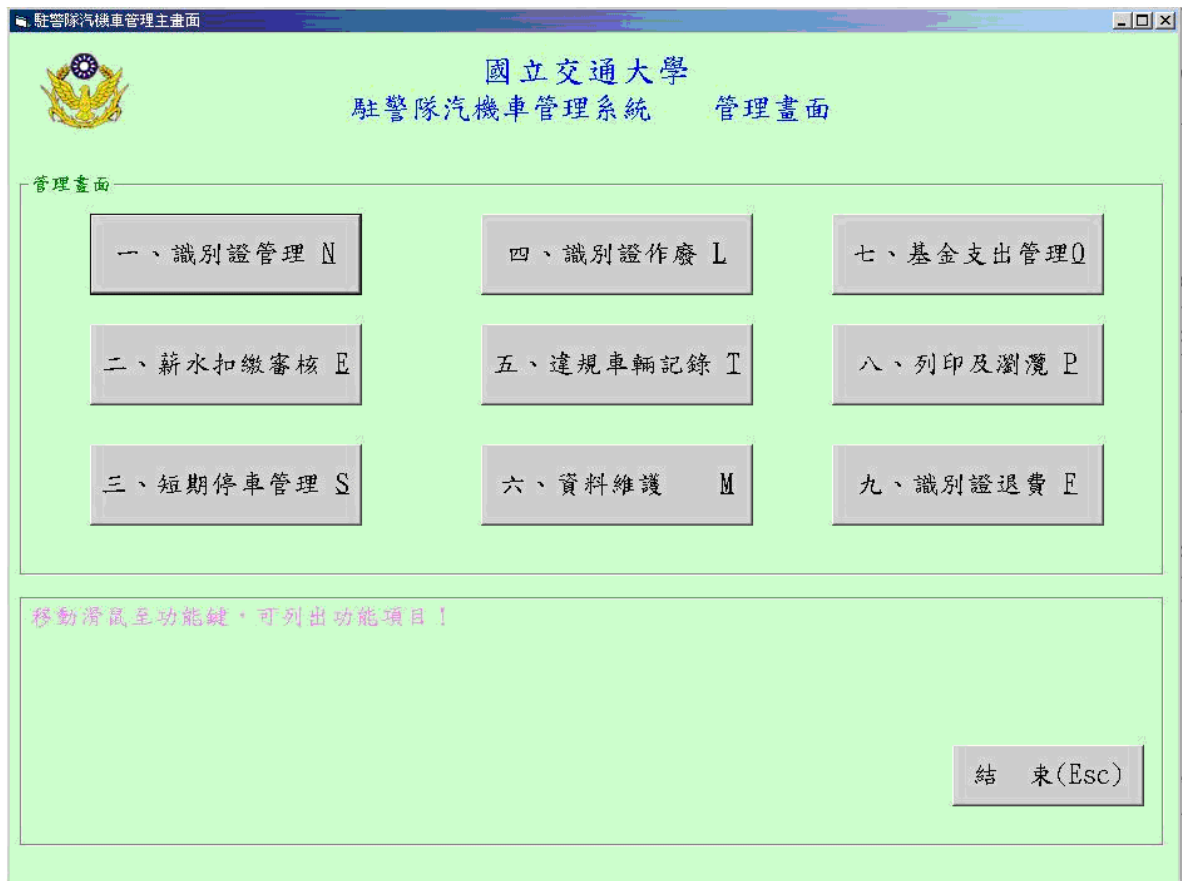 駐警隊汽機車管理主畫面
國立交通大學
駐警隊汽機車管理系統 管理畫面
管理畫面
一、識別證管理 N
四、識別證作廢 L
七、基金支出管理O
二、薪水扣繳審核 E
五、違規車輛記錄 T
八、列印及瀏覽 P
三、短期停車管理 S
六、資料維護 M
九、識別證退費 F
移動滑鼠至功能鍵，可列出功能項目！
結 束(Esc)